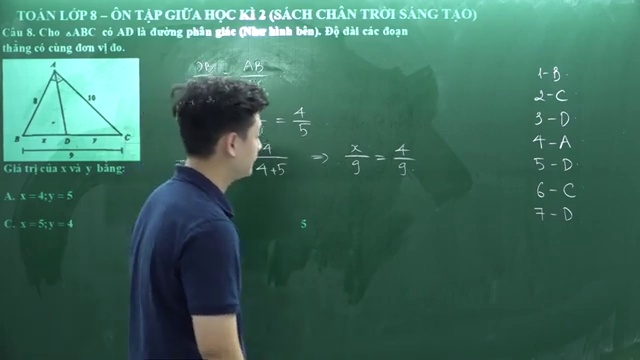 TOÁN LỚP 8 – ÔN TẬP GIỮA HỌC KÌ 2 (SÁCH CHÂN TRỜI SÁNG TẠO)
Câu 8. Cho △ABC có AD là đường phân giác (Như hình bên). Độ dài các đoạn
thẳng có cùng đơn vị đo.
A
8
10
B
x
D
y
C
9
Giá trị của x và y bằng:
A. x = 4; y = 5
C. x = 5; y = 4
5
DB = AB
= 4/5
4/4+5 ⇒ x/9 = 4/9
1 - B
2 - C
3 - D
4 - A
5 - D
6 - C
7 - D